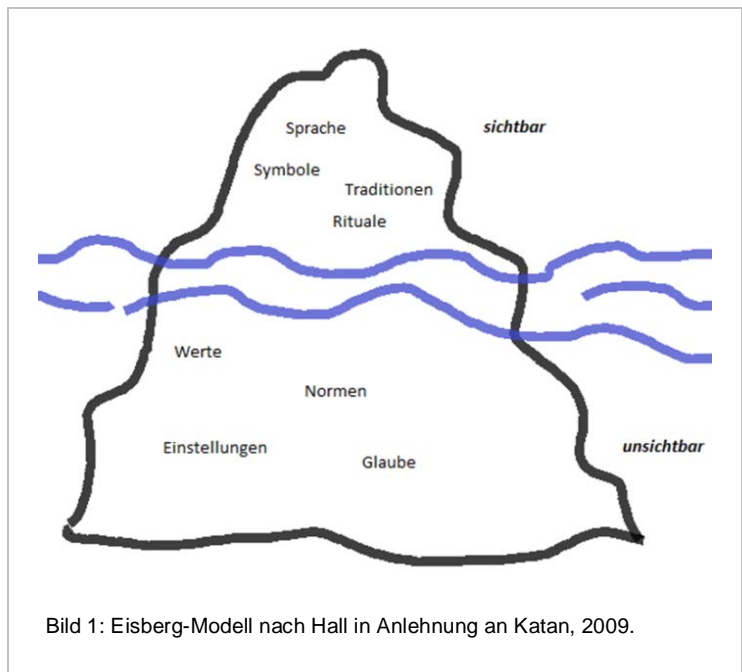 Sprache
sichtbar
Symbole
Traditionen
Rituale
Werte
Normen
Einstellungen
unsichtbar
Glaube
Bild 1: Eisberg-Modell nach Hall in Anlehnung an Katan, 2009.